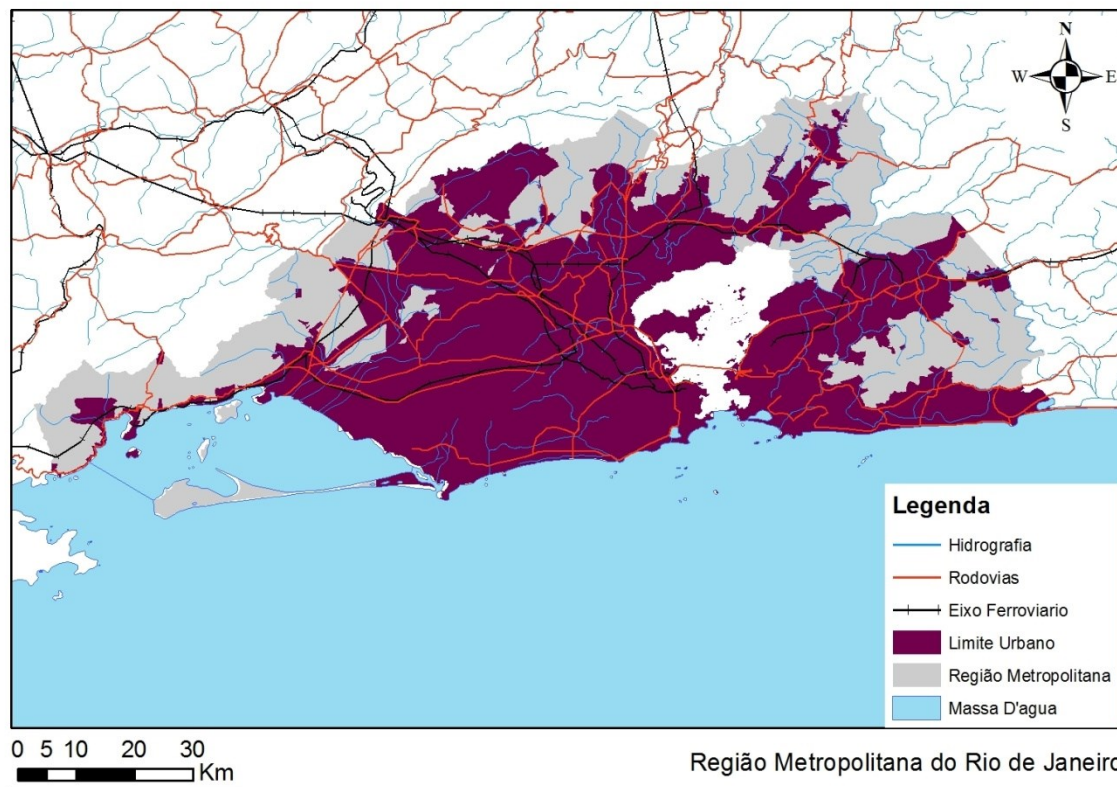 N
W E
S
Legenda
Hidrografia
Rodovias
Eixo Ferroviario
Limite Urbano
Região Metropolitana
Massa D'agua
0 5 10 20 30
Km
Região Metropolitana do Rio de Janeiro